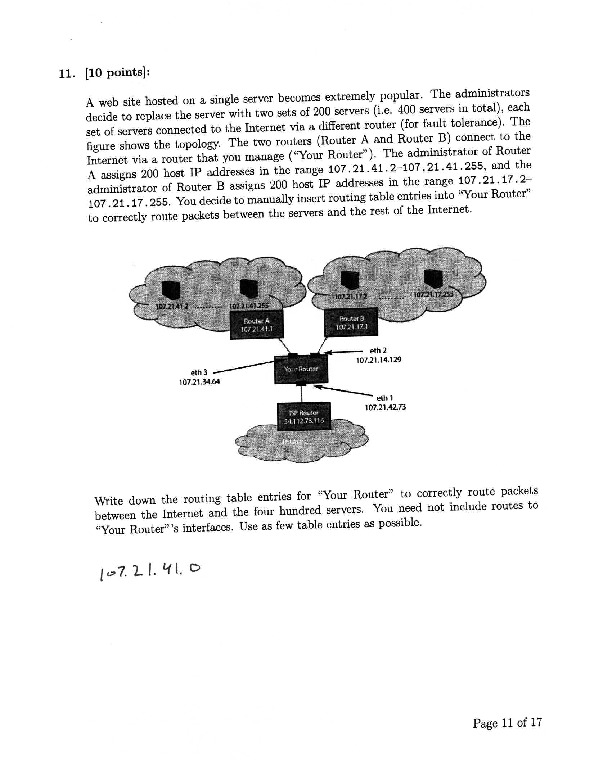 11. [10 points]:
A web site hosted on a single server becomes extremely popular. The administrators
decide to replace the server with two sets of 200 servers (i.e. 400 servers in total), each
set of servers connected to the Internet via a different router (for fault tolerance). The
figure shows the topology. The two routers (Router A and Router B) connect to the
Internet via a router that you manage ("Your Router"). The administrator of Router
A assigns 200 host IP addresses in the range 107.21.41.2–107.21.41.255, and the
administrator of Router B assigns 200 host IP addresses in the range 107.21.17.2–
107.21.17.255. You decide to manually insert routing table entries into "Your Router"
to correctly route packets between the servers and the rest of the Internet.
107.21.41.2 ........... 107.21.41.255
107.21.17.2 ........... 107.21.17.255
Router A
107.21.41.1
Router B
107.21.17.1
eth 2
107.21.14.129
Your Router
eth 3
107.21.34.64
eth 1
107.21.42.73
ISP Router
Write down the routing table entries for "Your Router" to correctly route packets
between the Internet and the four hundred servers. You need not include routes to
"Your Router"'s interfaces. Use as few table entries as possible.
107.21.41.0
Page 11 of 17